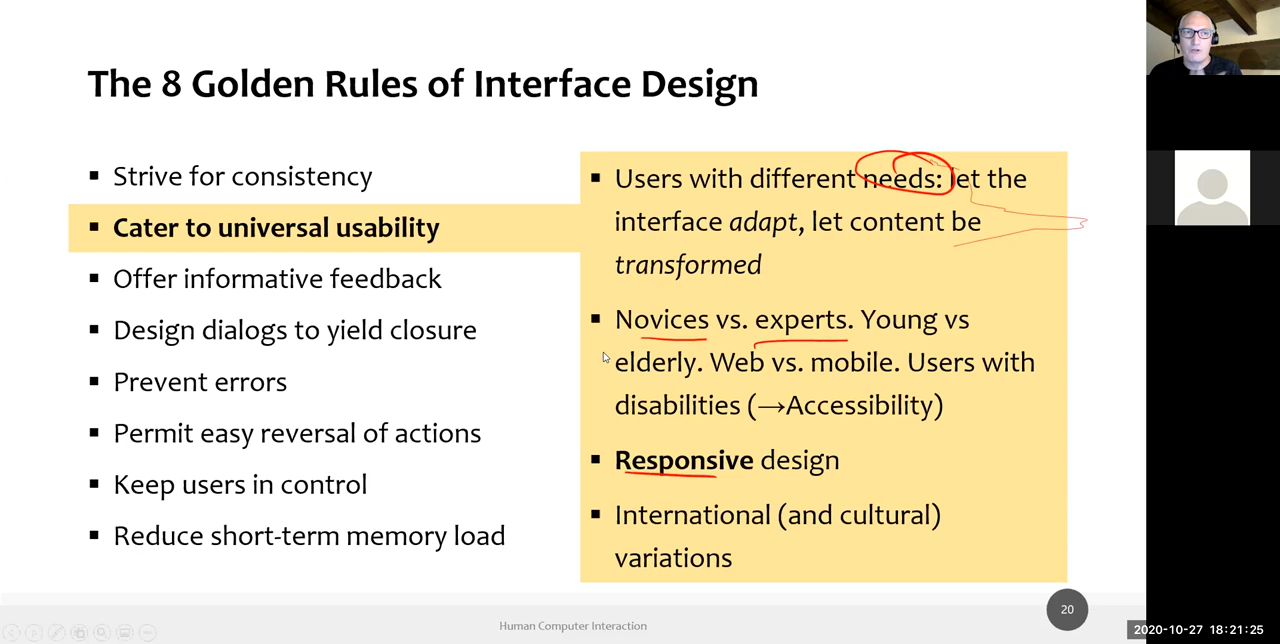 The 8 Golden Rules of Interface Design
▪ Strive for consistency
▪ Cater to universal usability
▪ Offer informative feedback
▪ Design dialogs to yield closure
▪ Prevent errors
▪ Permit easy reversal of actions
▪ Keep users in control
▪ Reduce short-term memory load
▪ Users with different needs: let the
interface adapt, let content be
transformed
▪ Novices vs. experts. Young vs
elderly. Web vs. mobile. Users with
disabilities (→Accessibility)
▪ Responsive design
▪ International (and cultural)
variations
Human Computer Interaction
20
2020-10-27 18:21:25